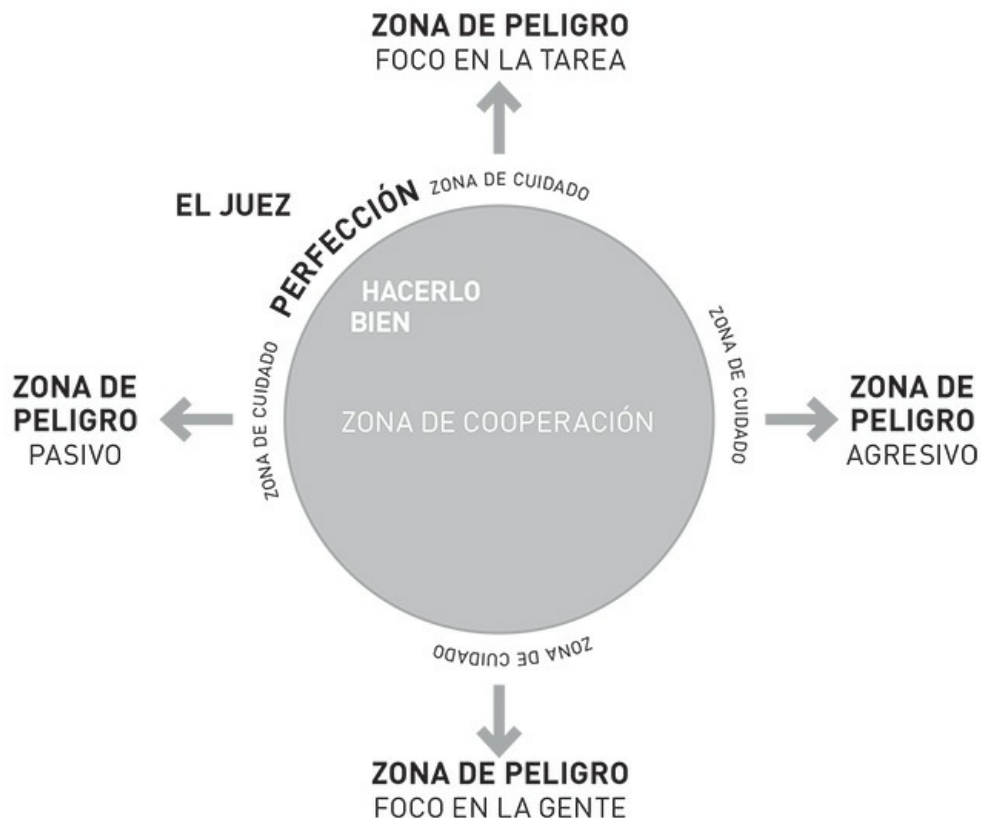 ZONA DE PELIGRO
FOCO EN LA TAREA
ZONA DE CUIDADO
EL JUEZ
PERFECCIÓN
HACERLO
BIEN
ZONA DE CUIDADO
ZONA DE CUIDADO
ZONA DE
PELIGRO
PASIVO
ZONA DE COOPERACIÓN
ZONA DE
PELIGRO
AGRESIVO
ZONA DE CUIDADO
ZONA DE PELIGRO
FOCO EN LA GENTE